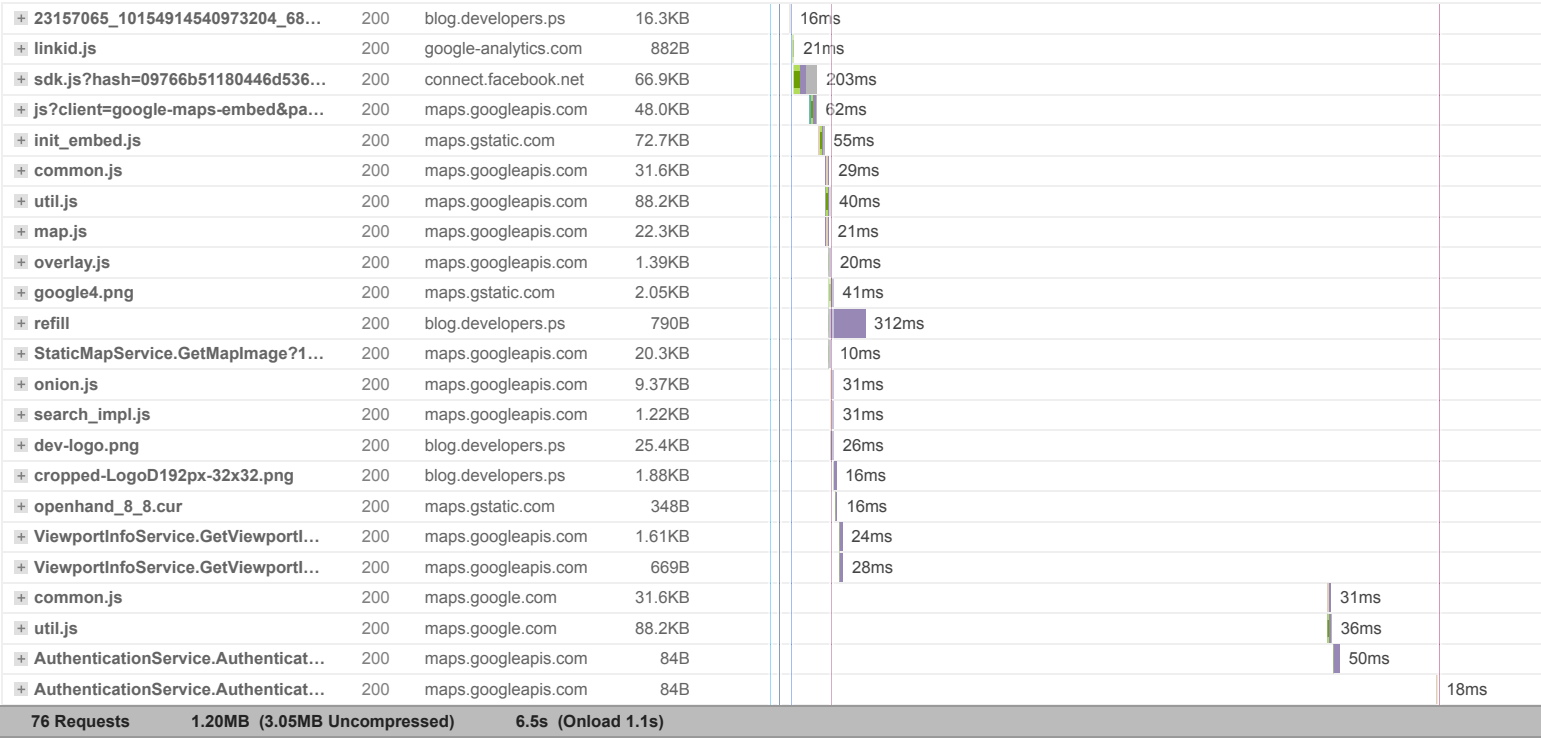 23157065_10154914540973204_68... 200 blog.developers.ps 16.3KB 16ms
linkid.js 200 google-analytics.com 882B 21ms
sdk.js?hash=09766b51180446d536... 200 connect.facebook.net 66.9KB 203ms
js?client=google-maps-embed&pa... 200 maps.googleapis.com 48.0KB 62ms
init_embed.js 200 maps.gstatic.com 72.7KB 55ms
common.js 200 maps.googleapis.com 31.6KB 29ms
util.js 200 maps.googleapis.com 88.2KB 40ms
map.js 200 maps.googleapis.com 22.3KB 21ms
overlay.js 200 maps.googleapis.com 1.39KB 20ms
google4.png 200 maps.gstatic.com 2.05KB 41ms
refill 200 blog.developers.ps 790B 312ms
StaticMapService.GetMapImage?1... 200 maps.googleapis.com 20.3KB 10ms
onion.js 200 maps.googleapis.com 9.37KB 31ms
search_impl.js 200 maps.googleapis.com 1.22KB 31ms
dev-logo.png 200 blog.developers.ps 25.4KB 26ms
cropped-LogoD192px-32x32.png 200 blog.developers.ps 1.88KB 16ms
openhand_8_8.cur 200 maps.gstatic.com 348B 16ms
ViewportInfoService.GetViewportI... 200 maps.googleapis.com 1.61KB 24ms
ViewportInfoService.GetViewportI... 200 maps.googleapis.com 669B 28ms
common.js 200 maps.google.com 31.6KB 31ms
util.js 200 maps.google.com 88.2KB 36ms
AuthenticationService.Authenticat... 200 maps.googleapis.com 84B 50ms
AuthenticationService.Authenticat... 200 maps.googleapis.com 84B 18ms
76 Requests 1.20MB (3.05MB Uncompressed) 6.5s (Onload 1.1s)